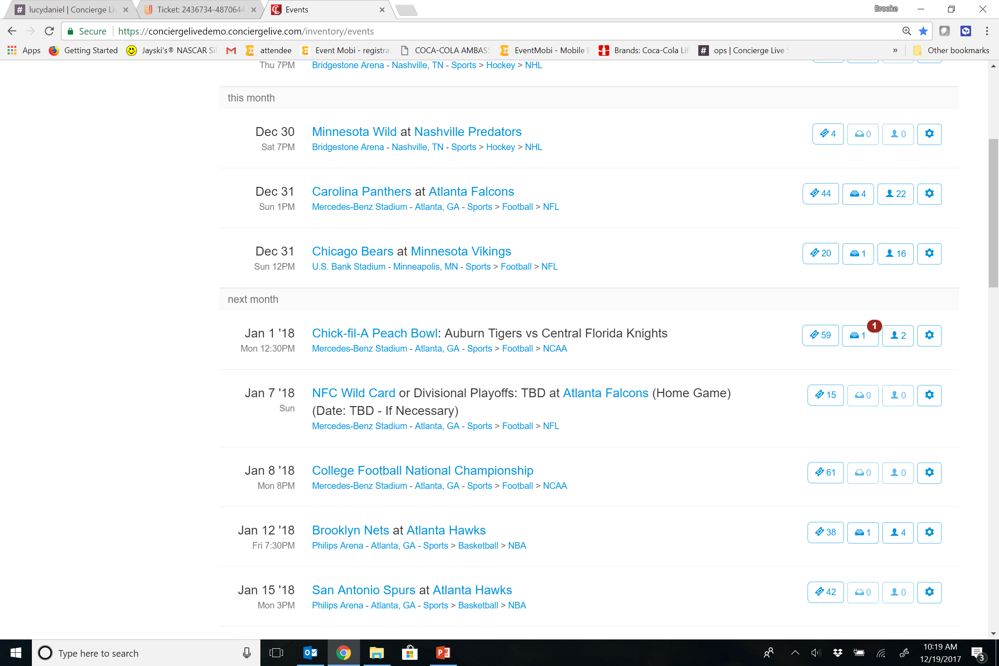 lucydaniel | Concierge Li
Ticket: 2436734-4870644
Events
Brooke
Secure
https://conciergelivedemo.conciergelive.com/inventory/events
Apps
Getting Started
Jayski's® NASCAR Sil
attendee
Event Mobi - registra
COCA-COLA AMBASS
EventMobi - Mobile E
Brands: Coca-Cola Lif
# ops | Concierge Live S
»
Other bookmarks
Thu 7PM
Bridgestone Arena - Nashville, TN - Sports > Hockey > NHL
this month
Dec 30
Minnesota Wild at Nashville Predators
4
0
0
Sat 7PM
Bridgestone Arena - Nashville, TN - Sports > Hockey > NHL
Dec 31
Carolina Panthers at Atlanta Falcons
44
4
22
Sun 1PM
Mercedes-Benz Stadium - Atlanta, GA - Sports > Football > NFL
Dec 31
Chicago Bears at Minnesota Vikings
20
1
16
Sun 12PM
U.S. Bank Stadium - Minneapolis, MN - Sports > Football > NFL
next month
Jan 1 '18
Chick-fil-A Peach Bowl: Auburn Tigers vs Central Florida Knights
59
1
1
2
Mon 12:30PM
Mercedes-Benz Stadium - Atlanta, GA - Sports > Football > NCAA
Jan 7 '18
NFC Wild Card or Divisional Playoffs: TBD at Atlanta Falcons (Home Game)
15
0
0
Sun
(Date: TBD - If Necessary)
Mercedes-Benz Stadium - Atlanta, GA - Sports > Football > NFL
Jan 8 '18
College Football National Championship
61
0
0
Mon 8PM
Mercedes-Benz Stadium - Atlanta, GA - Sports > Football > NCAA
Jan 12 '18
Brooklyn Nets at Atlanta Hawks
38
1
4
Fri 7:30PM
Philips Arena - Atlanta, GA - Sports > Basketball > NBA
Jan 15 '18
San Antonio Spurs at Atlanta Hawks
42
0
0
Mon 3PM
Philips Arena - Atlanta, GA - Sports > Basketball > NBA
Type here to search
10:19 AM
12/19/2017
3